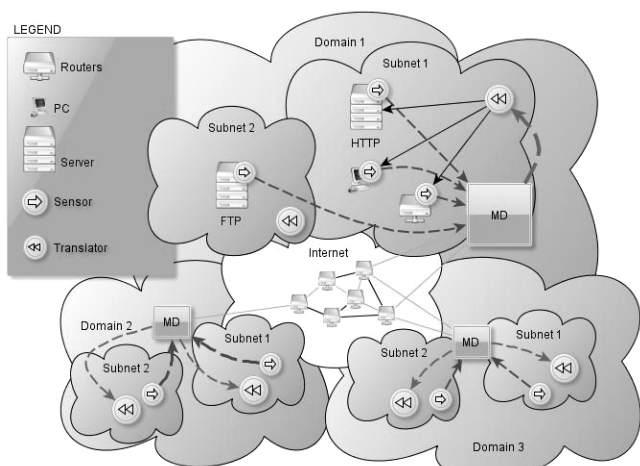 LEGEND
Routers
PC
Server
Sensor
Translator
Domain 1
Subnet 1
HTTP
Subnet 2
FTP
MD
Internet
Domain 2
MD
Subnet 1
Subnet 2
MD
Subnet 1
Subnet 2
Domain 3